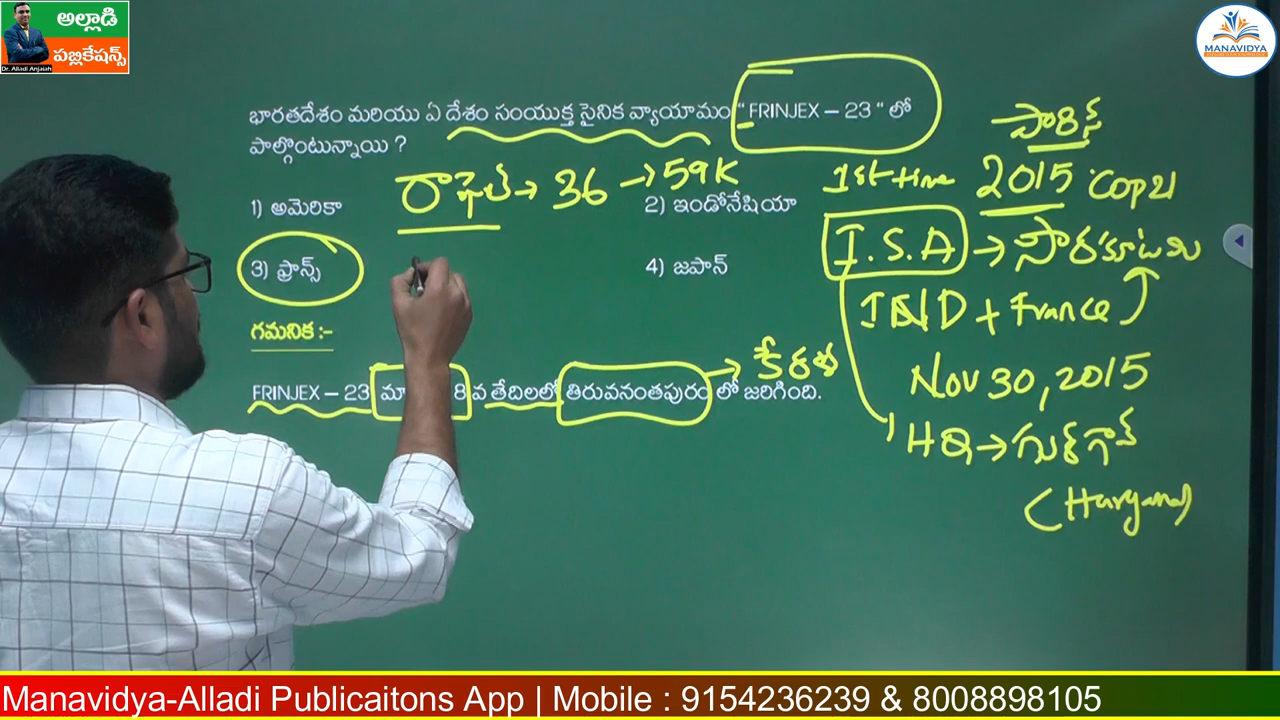 అల్లాడి
పబ్లికేషన్స్
Dr. Alladi Anjaiah
MANAVIDYA
భారతదేశం మరియు ఏ దేశం సంయుక్త సైనిక వ్యాయామం “ FRINJEX – 23 “ లో
పాల్గొంటున్నాయి ?
1) అమెరికా
2) ఇండోనేషియా
3) ఫ్రాన్స్
4) జపాన్
గమనిక :-
FRINJEX – 23 మా 8 వ తేదిలలో తిరువనంతపురం లో జరిగింది.
రాఫెల్ → 36 → 59K
→ కేరళ
పారిస్
1st time 2015 COP21
I.S.A → సౌరకూటమి
IND + France
Nov 30, 2015
HQ → గుర్గావ్
(Haryana)
Manavidya-Alladi Publicaitons App | Mobile : 9154236239 & 8008898105